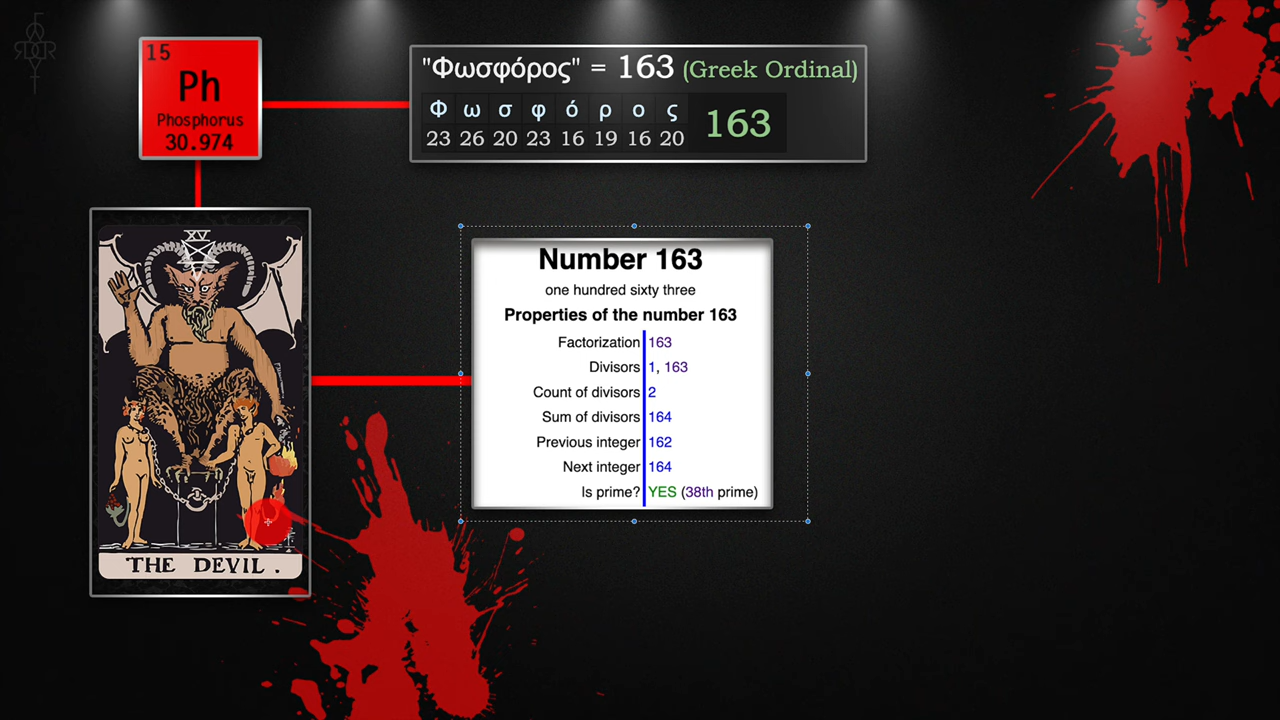 15
Ph
Phosphorus
30.974
"Φωσφόρος" = 163 (Greek Ordinal)
Φ ω σ φ ό ρ ο ς
23 26 20 23 16 19 16 20
163
XV
THE DEVIL.
Number 163
one hundred sixty three
Properties of the number 163
Factorization 163
Divisors 1, 163
Count of divisors 2
Sum of divisors 164
Previous integer 162
Next integer 164
Is prime? YES (38th prime)